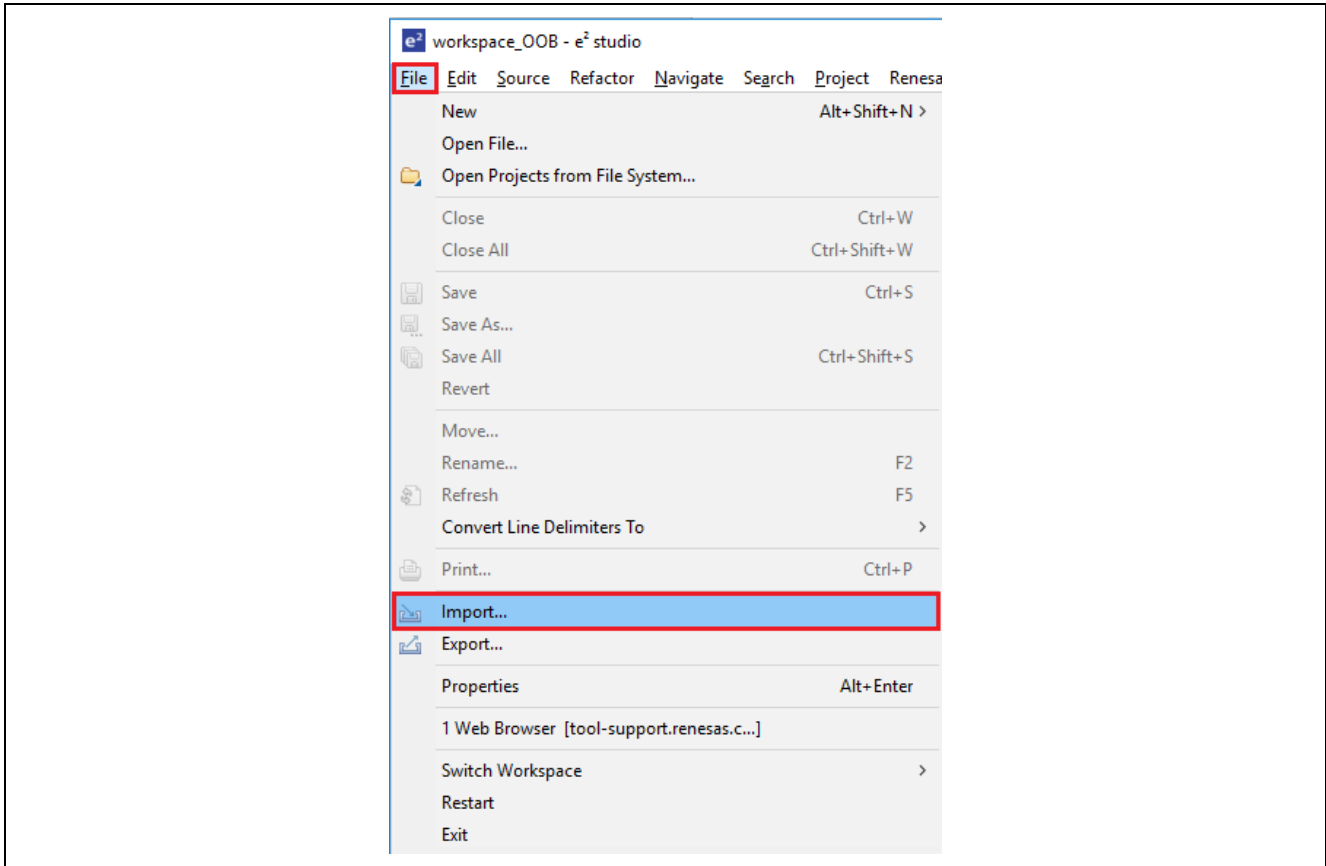 e² workspace_OOB - e² studio
File Edit Source Refactor Navigate Search Project Renesa
New Alt+Shift+N >
Open File...
Open Projects from File System...
Close Ctrl+W
Close All Ctrl+Shift+W
Save Ctrl+S
Save As...
Save All Ctrl+Shift+S
Revert
Move...
Rename... F2
Refresh F5
Convert Line Delimiters To >
Print... Ctrl+P
Import...
Export...
Properties Alt+Enter
1 Web Browser [tool-support.renesas.c...]
Switch Workspace >
Restart
Exit